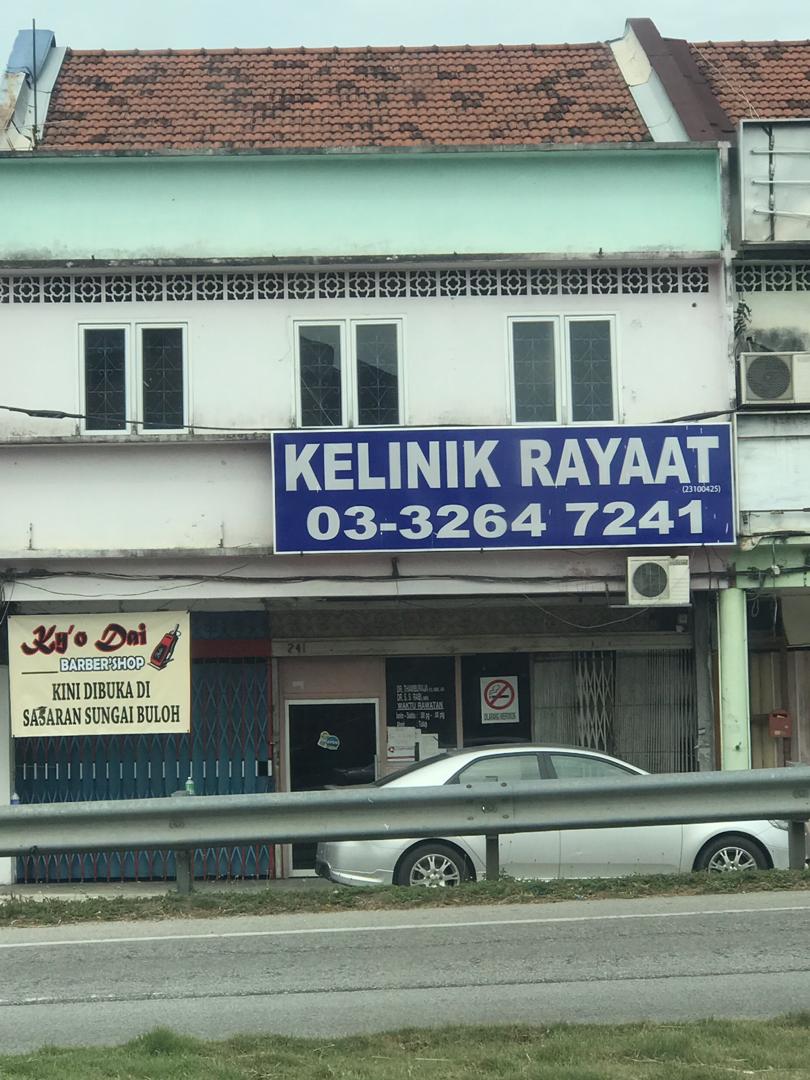 KELINIK RAYAAT
(23100425)
03-3264 7241
Ky'o Dai
BARBER'SHOP
KINI DIBUKA DI
SASARAN SUNGAI BULOH
241
WAKTU RAWATAN
DILARANG MEROKOK